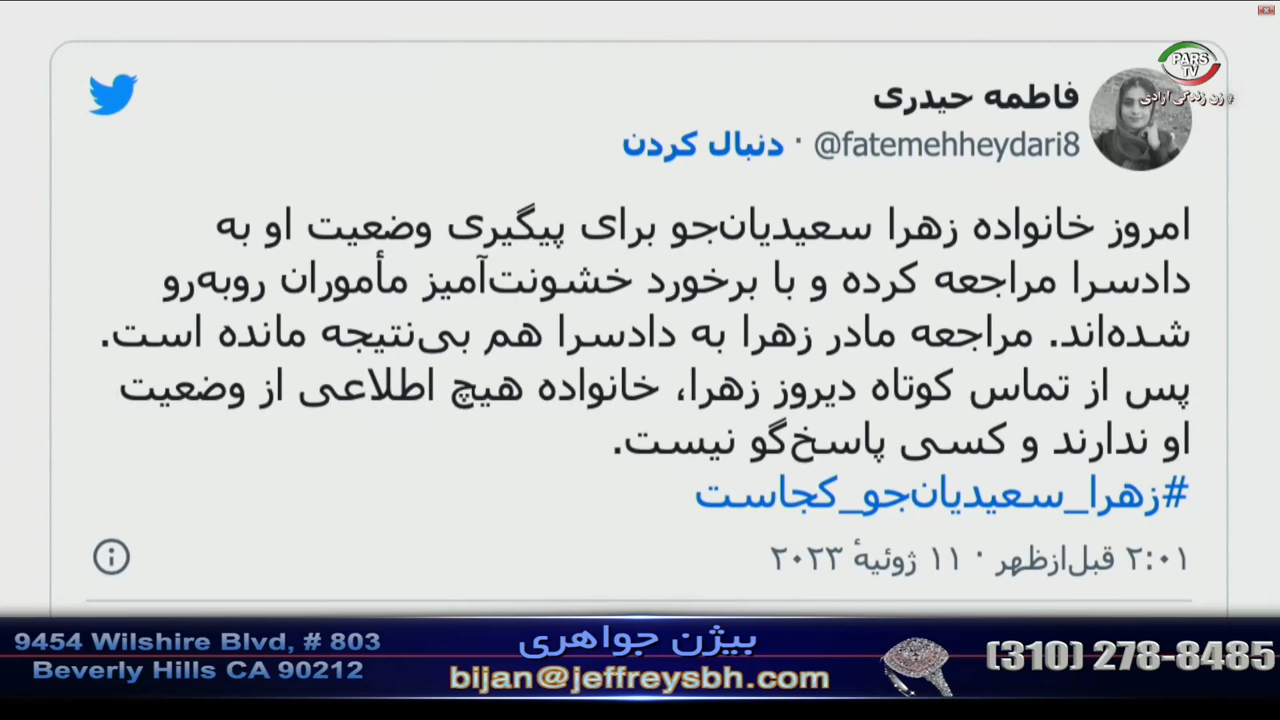 PARS
TV
# زن زندگی آزادی
فاطمه حیدری
@fatemehheydari8 · دنبال کردن
امروز خانواده زهرا سعیدیان‌جو برای پیگیری وضعیت او به
دادسرا مراجعه کرده و با برخورد خشونت‌آمیز مأموران روبه‌رو
شده‌اند. مراجعه مادر زهرا به دادسرا هم بی‌نتیجه مانده است.
پس از تماس کوتاه دیروز زهرا، خانواده هیچ اطلاعی از وضعیت
او ندارند و کسی پاسخ‌گو نیست.
#زهرا_سعیدیان‌جو_کجاست
۲:۰۱ قبل‌ازظهر · ۱۱ ژوئیهٔ ۲۰۲۳
9454 Wilshire Blvd, # 803
Beverly Hills CA 90212
بیژن جواهری
bijan@jeffreysbh.com
(310) 278-8485